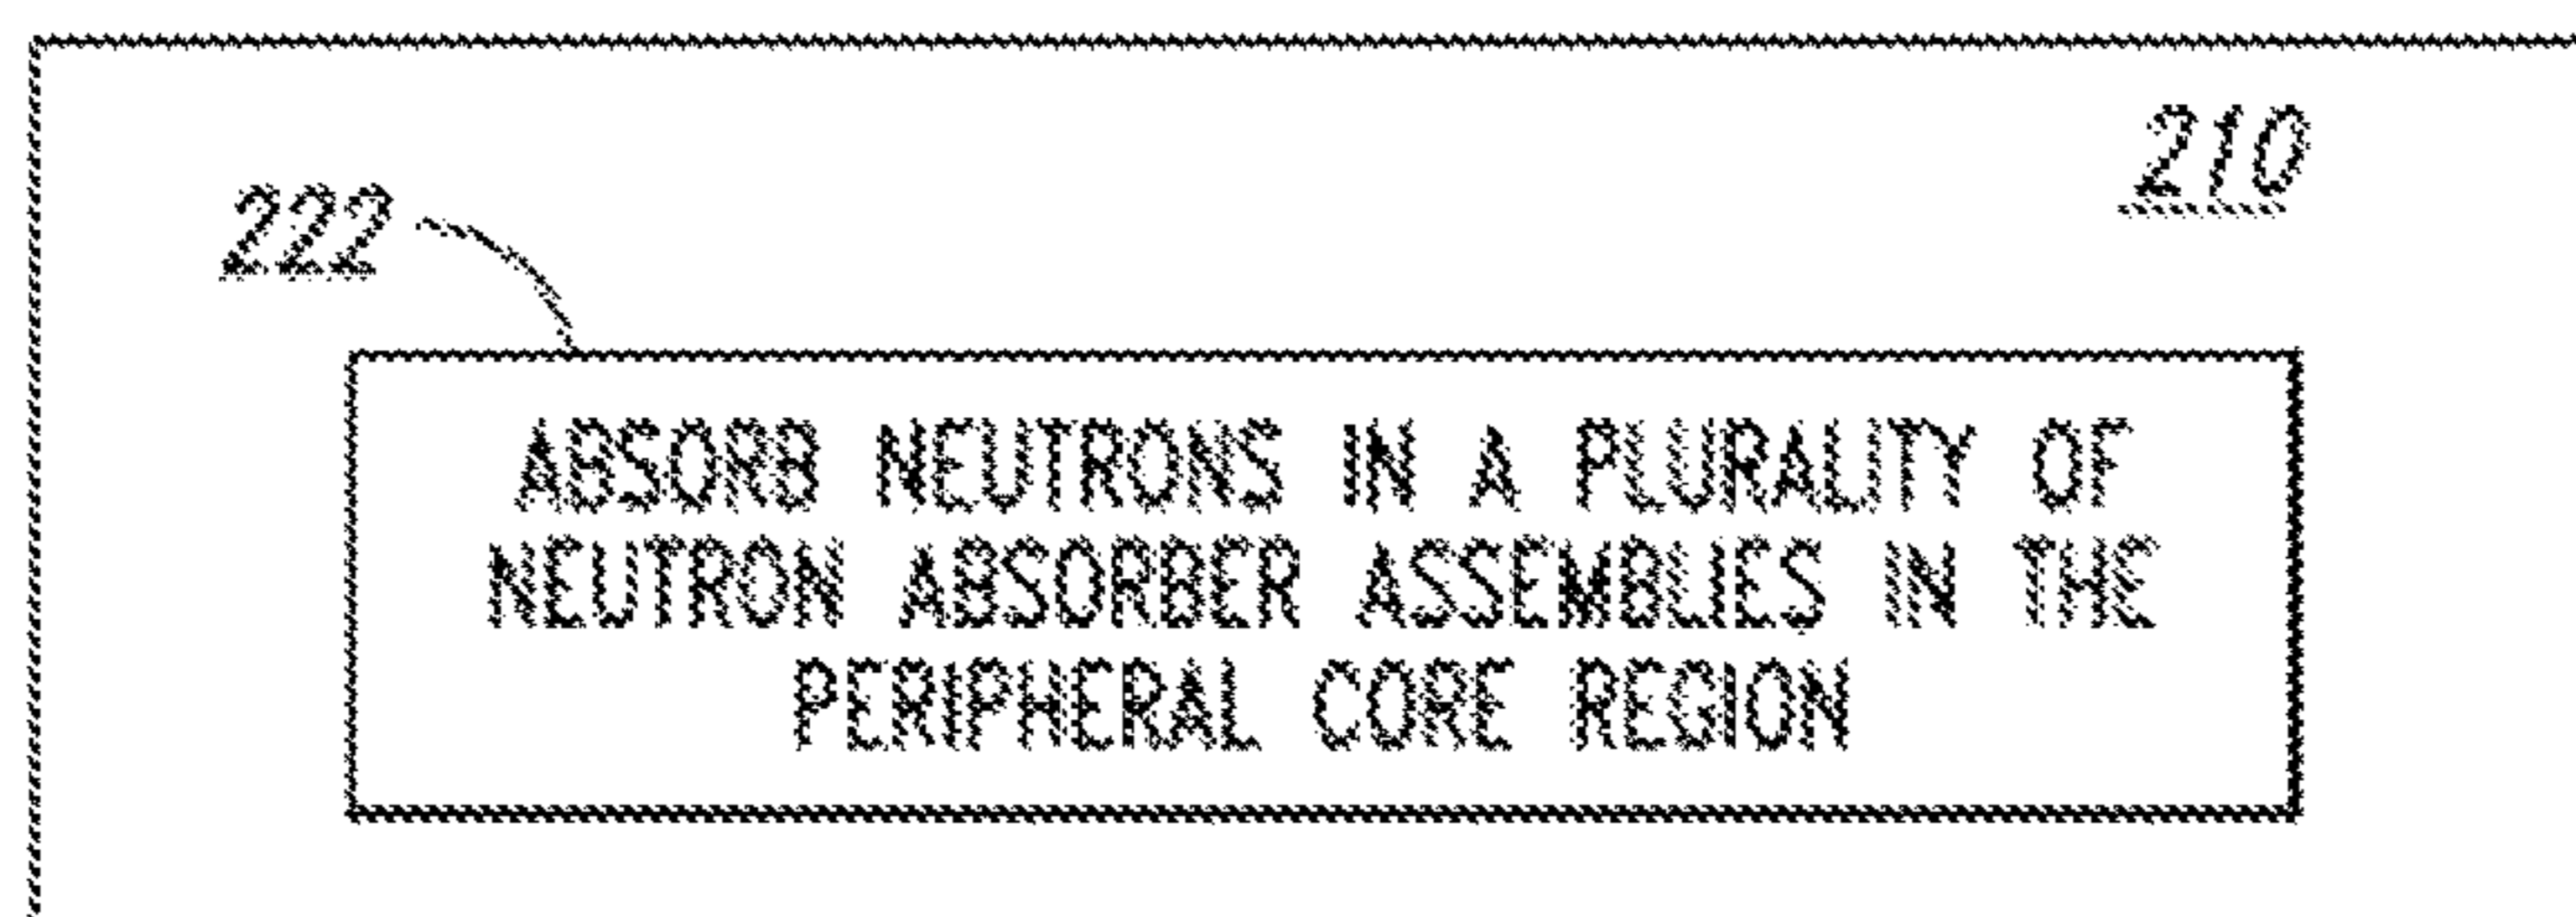 210
222
ABSORB NEUTRONS IN A PLURALITY OF
NEUTRON ABSORBER ASSEMBLIES IN THE
PERIPHERAL CORE REGION